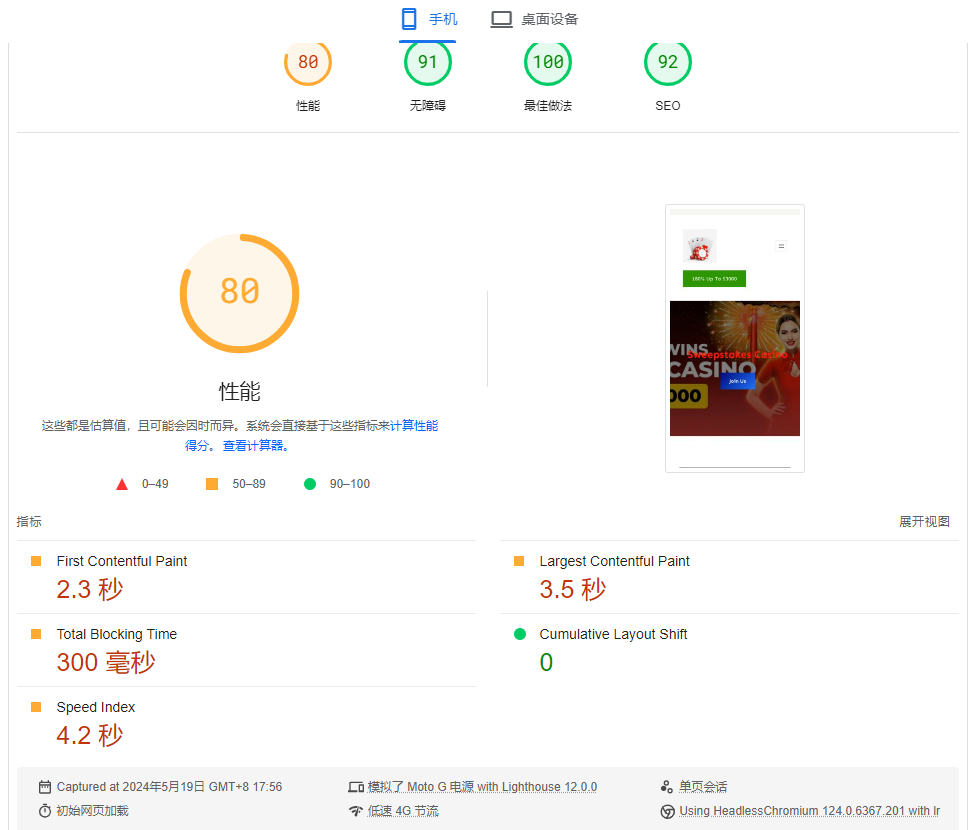 手机 桌面设备
80 91 100 92
性能 无障碍 最佳做法 SEO
80
性能
这些都是估算值，且可能会因时而异。系统会直接基于这些指标来计算性能
得分。 查看计算器。
0–49 50–89 90–100
180% Up To $3000
WINS
Sweepstakes Casino
CASINO
Join Us
000
指标 展开视图
First Contentful Paint
2.3 秒
Largest Contentful Paint
3.5 秒
Total Blocking Time
300 毫秒
Cumulative Layout Shift
0
Speed Index
4.2 秒
Captured at 2024年5月19日 GMT+8 17:56
模拟了 Moto G 电源 with Lighthouse 12.0.0
单页会话
初始网页加载
低速 4G 节流
Using HeadlessChromium 124.0.6367.201 with lr